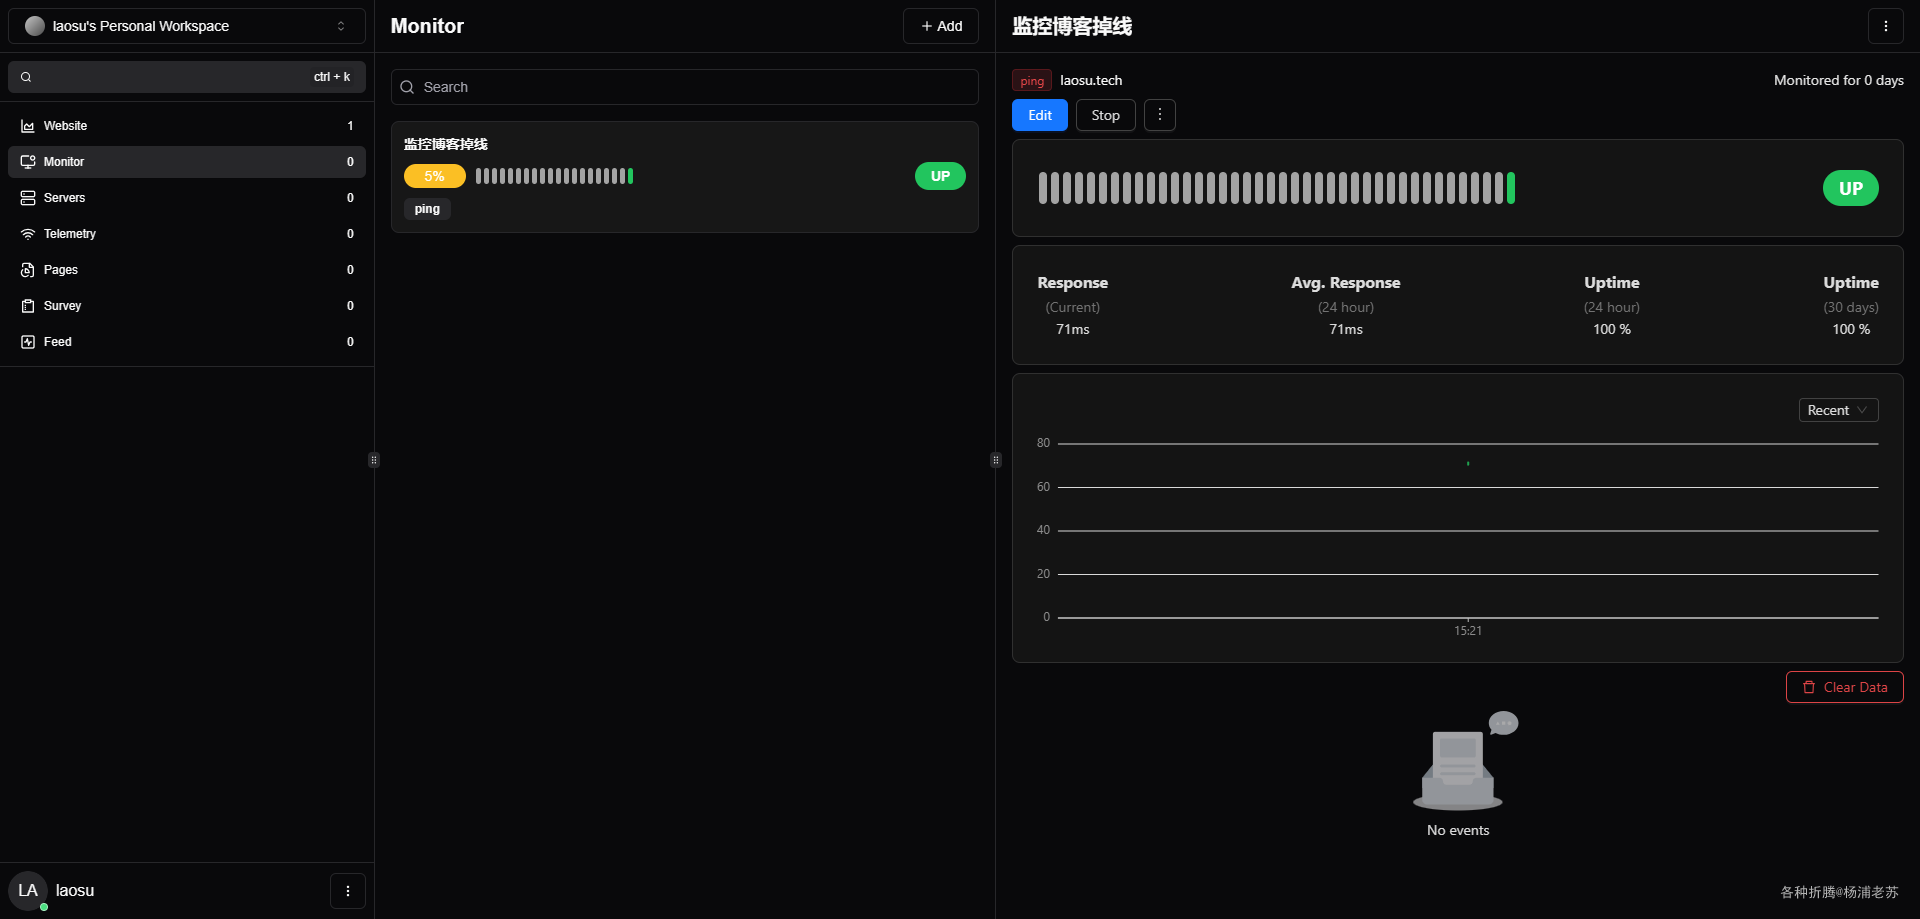 laosu's Personal Workspace
ctrl + k
Website 1
Monitor 0
Servers 0
Telemetry 0
Pages 0
Survey 0
Feed 0
LA laosu
Monitor
Add
Search
监控博客掉线
5% UP
ping
监控博客掉线
ping laosu.tech Monitored for 0 days
Edit Stop
UP
Response Avg. Response Uptime Uptime
(Current) (24 hour) (24 hour) (30 days)
71ms 71ms 100 % 100 %
Recent
80
60
40
20
0
15:21
Clear Data
No events
各种折腾@杨浦老苏